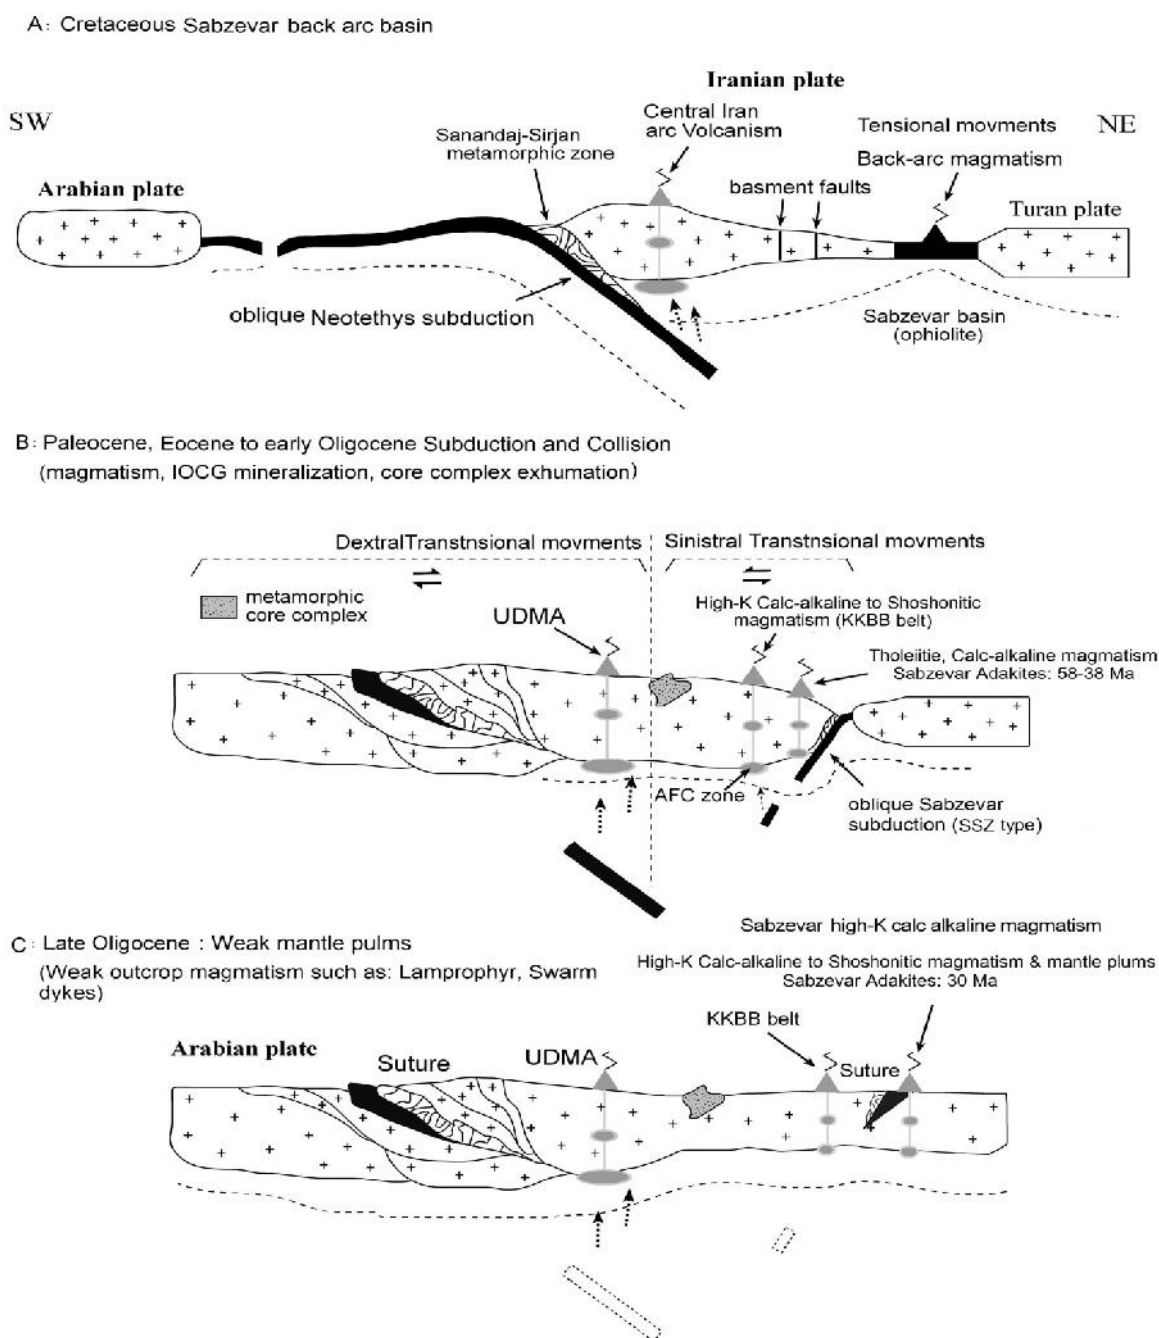 A: Cretaceous Sabzevar back arc basin
Iranian plate
SW
Central Iran
arc Volcanism
Tensional movments
NE
Sanandaj-Sirjan
metamorphic zone
Back-arc magmatism
Arabian plate
basment faults
Turan plate
oblique Neotethys subduction
Sabzevar basin
(ophiolite)
B: Paleocene, Eocene to early Oligocene Subduction and Collision
(magmatism, IOCG mineralization, core complex exhumation)
DextralTranstnsional movments
Sinistral Transtnsional movments
metamorphic
core complex
UDMA
High-K Calc-alkaline to Shoshonitic
magmatism (KKBB belt)
Tholeiitie, Calc-alkaline magmatism
Sabzevar Adakites: 58-38 Ma
AFC zone
oblique Sabzevar
subduction (SSZ type)
C: Late Oligocene : Weak mantle pulms
(Weak outcrop magmatism such as: Lamprophyr, Swarm
dykes)
Sabzevar high-K calc alkaline magmatism
High-K Calc-alkaline to Shoshonitic magmatism & mantle plums
Sabzevar Adakites: 30 Ma
KKBB belt
Arabian plate
Suture
UDMA
Suture